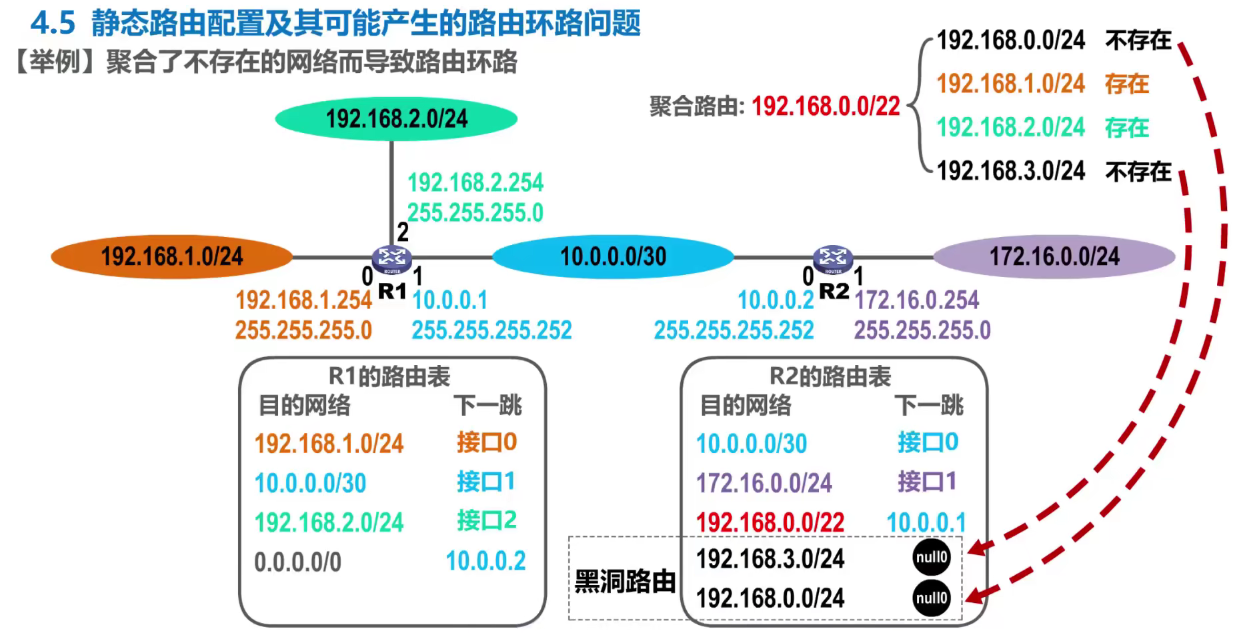 4.5 静态路由配置及其可能产生的路由环路问题
【举例】聚合了不存在的网络而导致路由环路
聚合路由: 192.168.0.0/22
192.168.0.0/24 不存在
192.168.1.0/24 存在
192.168.2.0/24 存在
192.168.3.0/24 不存在
192.168.2.0/24
192.168.2.254
255.255.255.0
2
192.168.1.0/24
ROUTER
10.0.0.0/30
ROUTER
172.16.0.0/24
0
R1
1
0
R2
1
192.168.1.254
255.255.255.0
10.0.0.1
255.255.255.252
10.0.0.2
255.255.255.252
172.16.0.254
255.255.255.0
R1的路由表
目的网络 下一跳
192.168.1.0/24 接口0
10.0.0.0/30 接口1
192.168.2.0/24 接口2
0.0.0.0/0 10.0.0.2
R2的路由表
目的网络 下一跳
10.0.0.0/30 接口0
172.16.0.0/24 接口1
192.168.0.0/22 10.0.0.1
黑洞路由
192.168.3.0/24 null0
192.168.0.0/24 null0